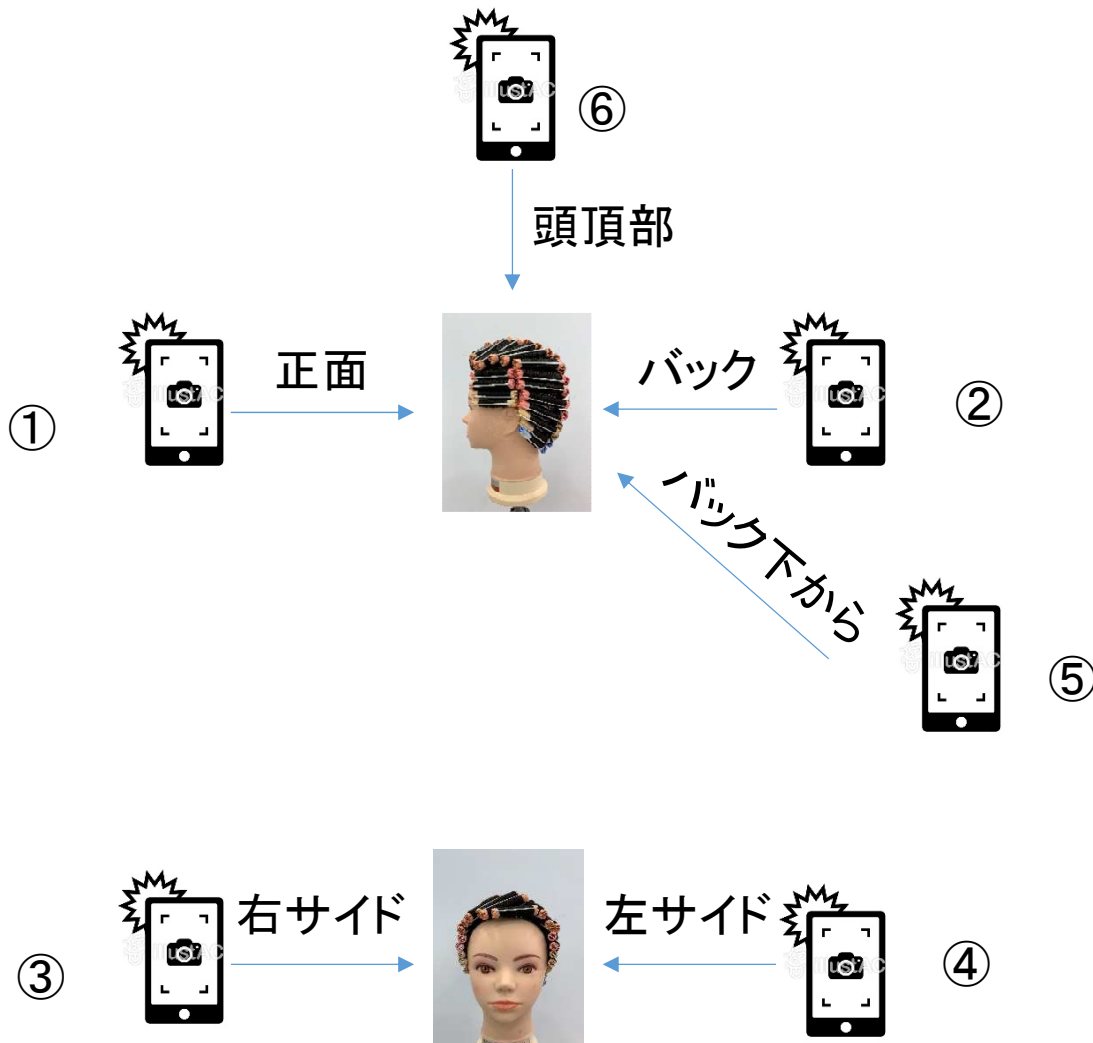 ⑥
頭頂部
① 正面 バック ②
バック下から
⑤
③ 右サイド 左サイド ④